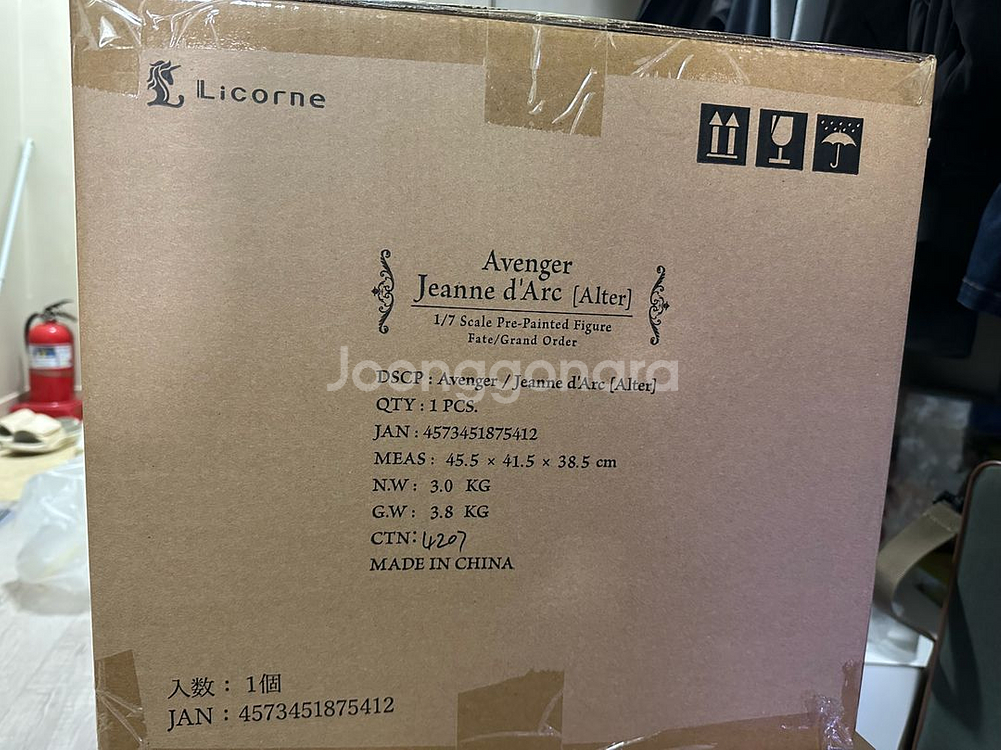 Licorne
Avenger
Jeanne d'Arc [Alter]
1/7 Scale Pre-Painted Figure
Fate/Grand Order
Joonggonara
DSCP : Avenger / Jeanne d'Arc [Alter]
QTY : 1 PCS.
JAN : 4573451875412
MEAS : 45.5 × 41.5 × 38.5 cm
N.W : 3.0 KG
G.W : 3.8 KG
CTN: 4207
MADE IN CHINA
入数： 1個
JAN：4573451875412